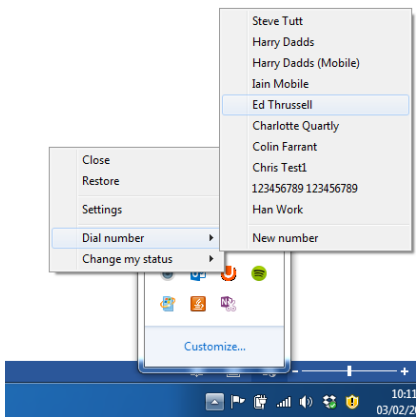 Steve Tutt
Harry Dadds
Harry Dadds (Mobile)
Iain Mobile
Ed Thrussell
Charlotte Quartly
Colin Farrant
Chris Test1
123456789 123456789
Han Work
New number
Close
Restore
Settings
Dial number
Change my status
Customize...
10:11
03/02/20